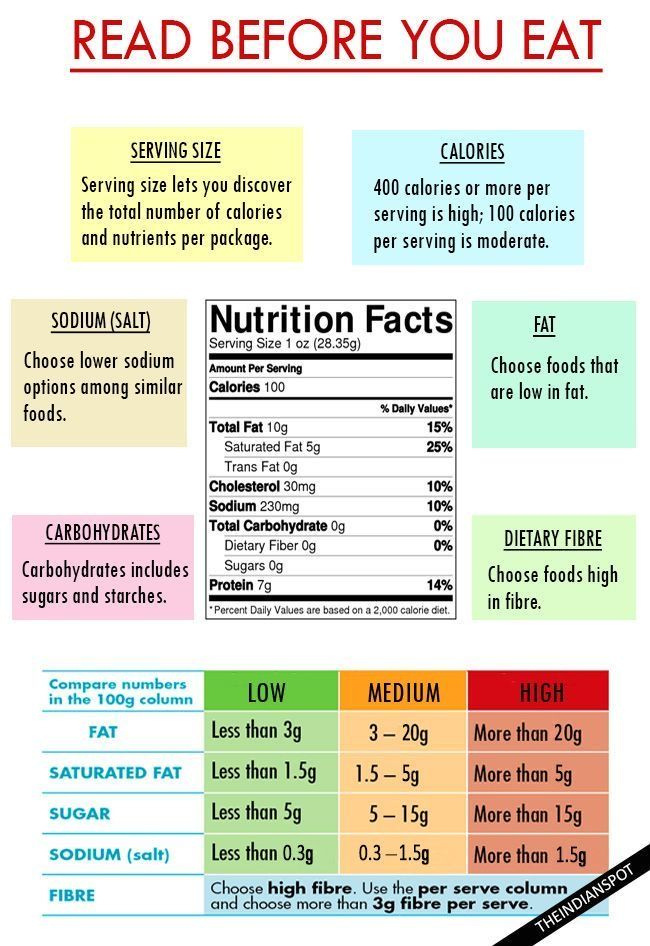 READ BEFORE YOU EAT
SERVING SIZE
Serving size lets you discover
the total number of calories
and nutrients per package.
CALORIES
400 calories or more per
serving is high; 100 calories
per serving is moderate.
SODIUM (SALT)
Choose lower sodium
options among similar
foods.
Nutrition Facts
Serving Size 1 oz (28.35g)
Amount Per Serving
Calories 100
% Daily Values*
Total Fat 10g 15%
Saturated Fat 5g 25%
Trans Fat 0g
Cholesterol 30mg 10%
Sodium 230mg 10%
Total Carbohydrate 0g 0%
Dietary Fiber 0g 0%
Sugars 0g
Protein 7g 14%
*Percent Daily Values are based on a 2,000 calorie diet.
FAT
Choose foods that
are low in fat.
CARBOHYDRATES
Carbohydrates includes
sugars and starches.
DIETARY FIBRE
Choose foods high
in fibre.
Compare numbers
in the 100g column
LOW MEDIUM HIGH
FAT Less than 3g 3 – 20g More than 20g
SATURATED FAT Less than 1.5g 1.5 – 5g More than 5g
SUGAR Less than 5g 5 – 15g More than 15g
SODIUM (salt) Less than 0.3g 0.3 –1.5g More than 1.5g
FIBRE
Choose high fibre. Use the per serve column
and choose more than 3g fibre per serve.
THEINDIANSPOT